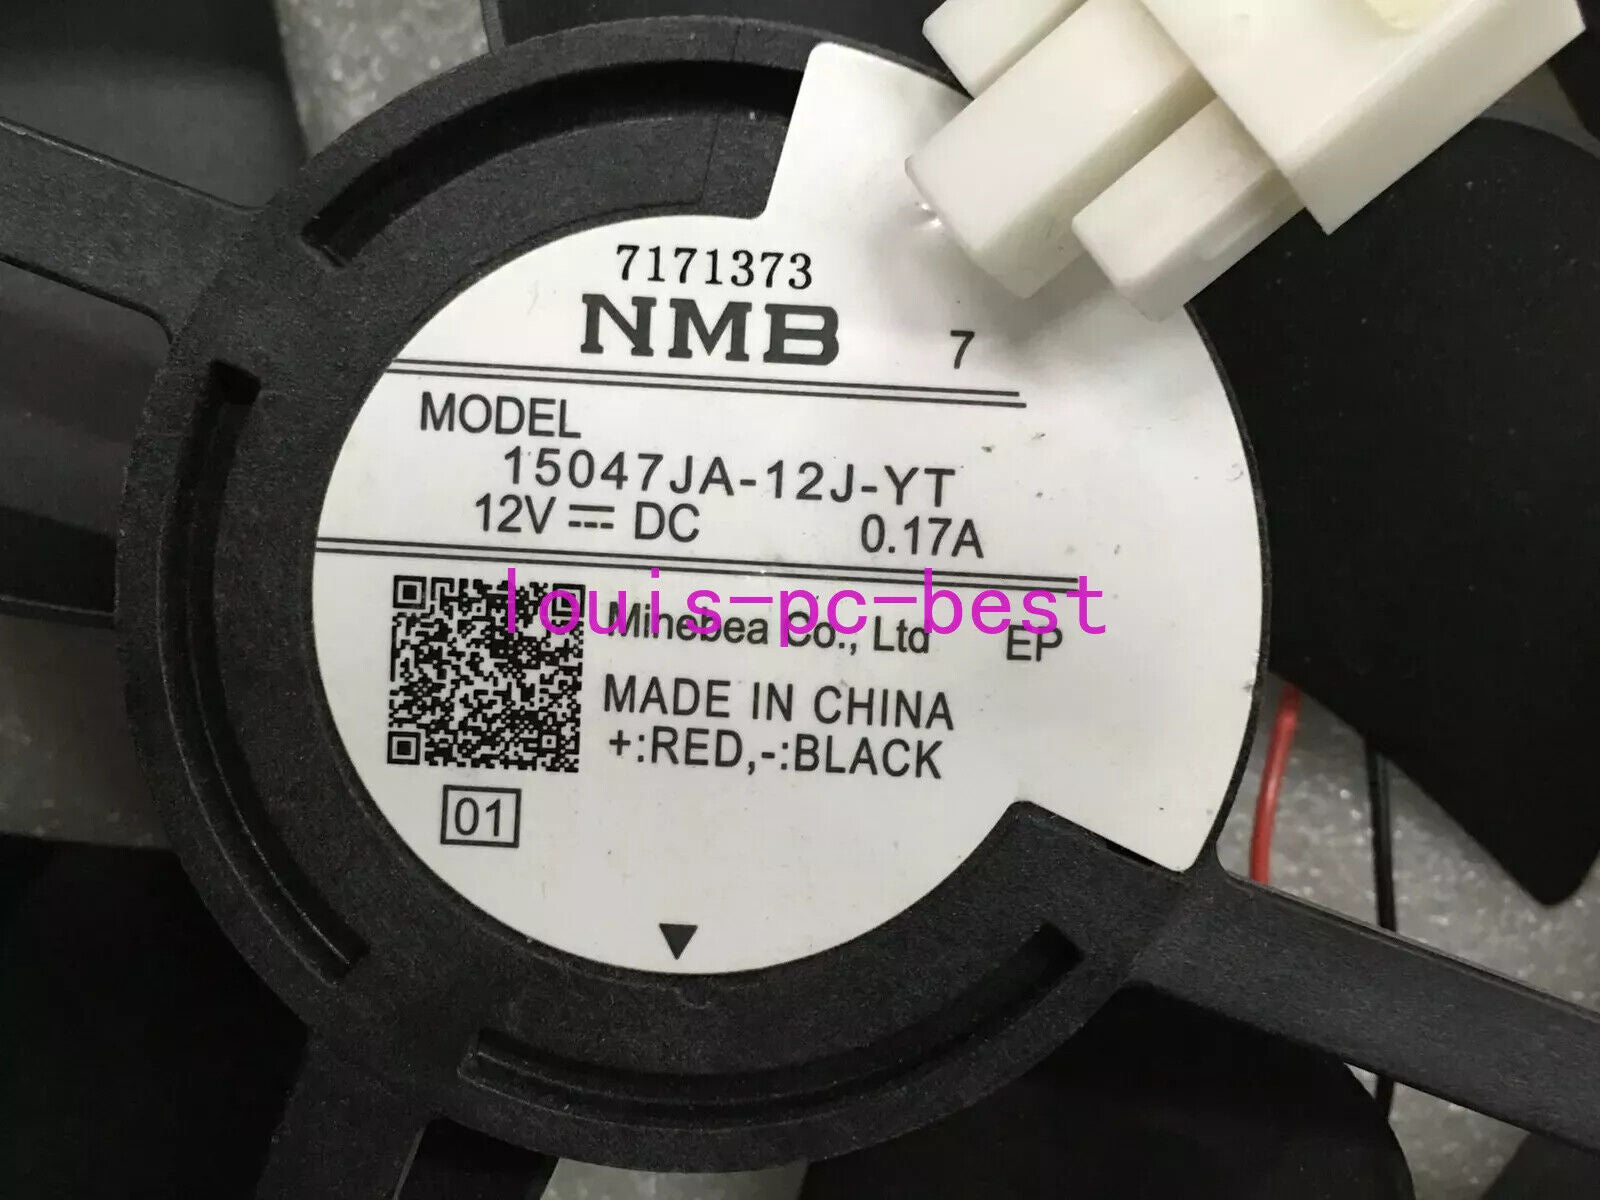 7171373
NMB 7
MODEL
15047JA-12J-YT
12V ⎓ DC 0.17A
louis-pc-best
Minebea Co., Ltd EP
MADE IN CHINA
+:RED,-:BLACK
01